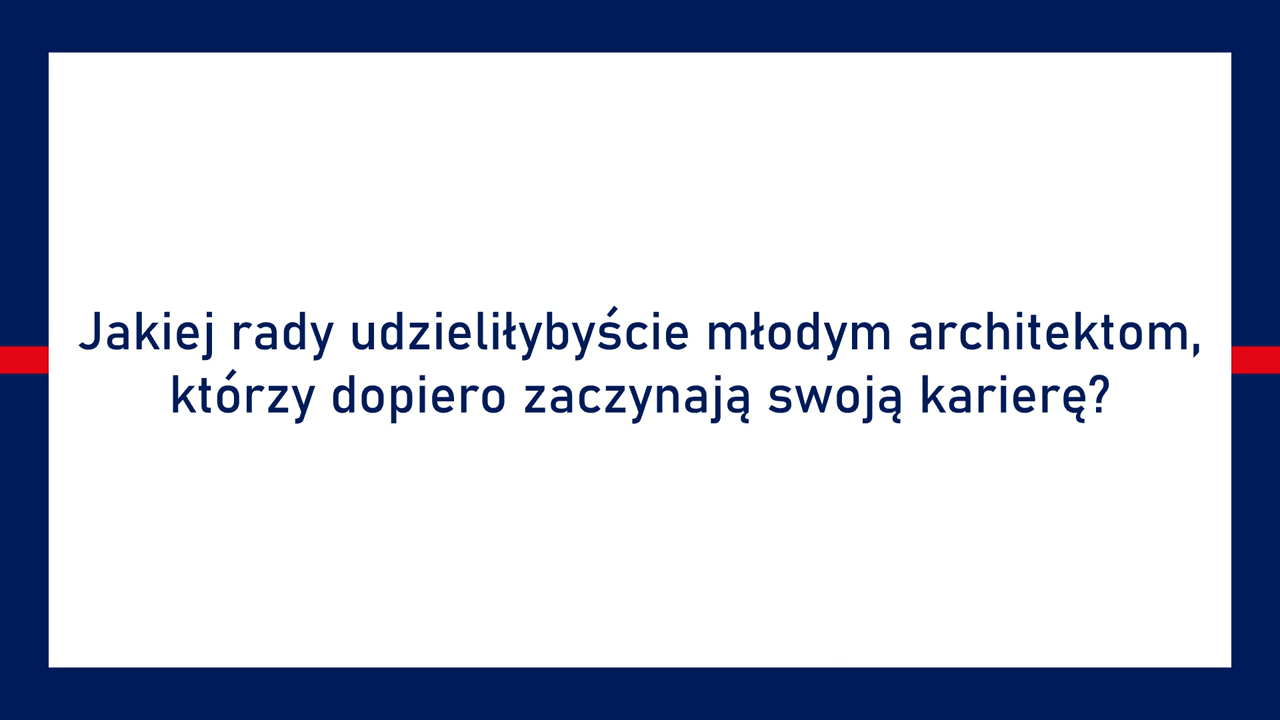 Jakiej rady udzieliłybyście młodym architektom,
którzy dopiero zaczynają swoją karierę?